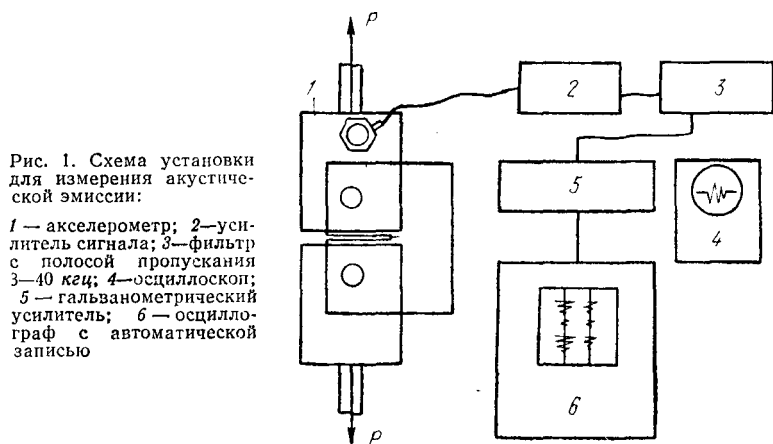 P
1
2
3
Рис. 1. Схема установки
для измерения акустиче-
ской эмиссии:
1 — акселерометр; 2—уси-
литель сигнала; 3—фильтр
с полосой пропускания
3—40 кгц; 4—осциллоскоп;
5 — гальванометрический
усилитель; 6 — осцилло-
граф с автоматической
записью
5
4
6
P